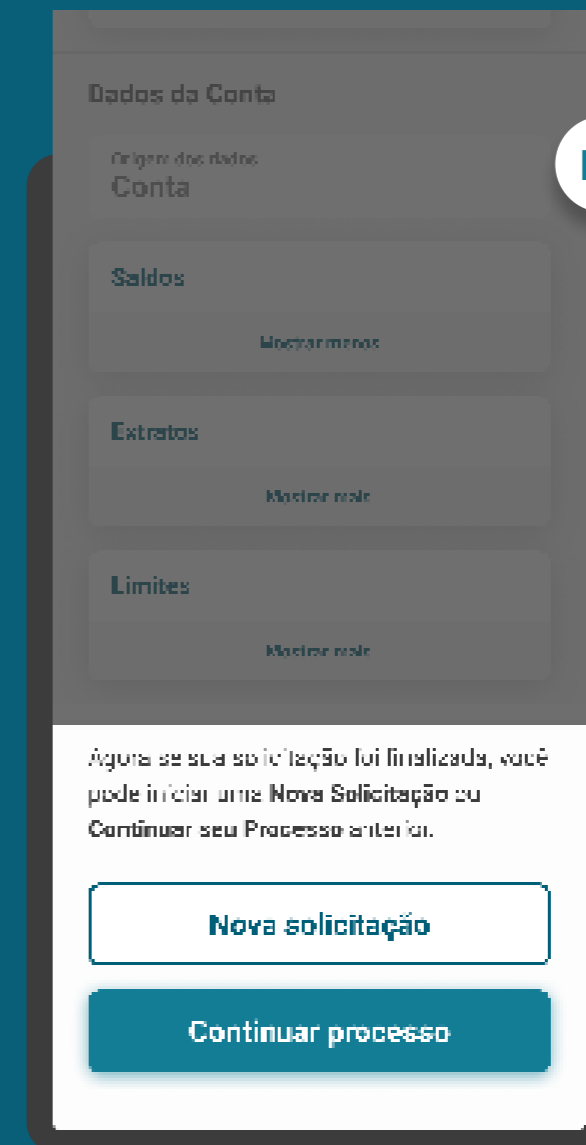 Dados da Conta
Origem dos dados
Conta
Saldos
Mostrar menos
Extratos
Mostrar mais
Limites
Mostrar mais
Agora se sua solicitação foi finalizada, você
pode iniciar uma Nova Solicitação ou
Continuar seu Processo anterior.
Nova solicitação
Continuar processo